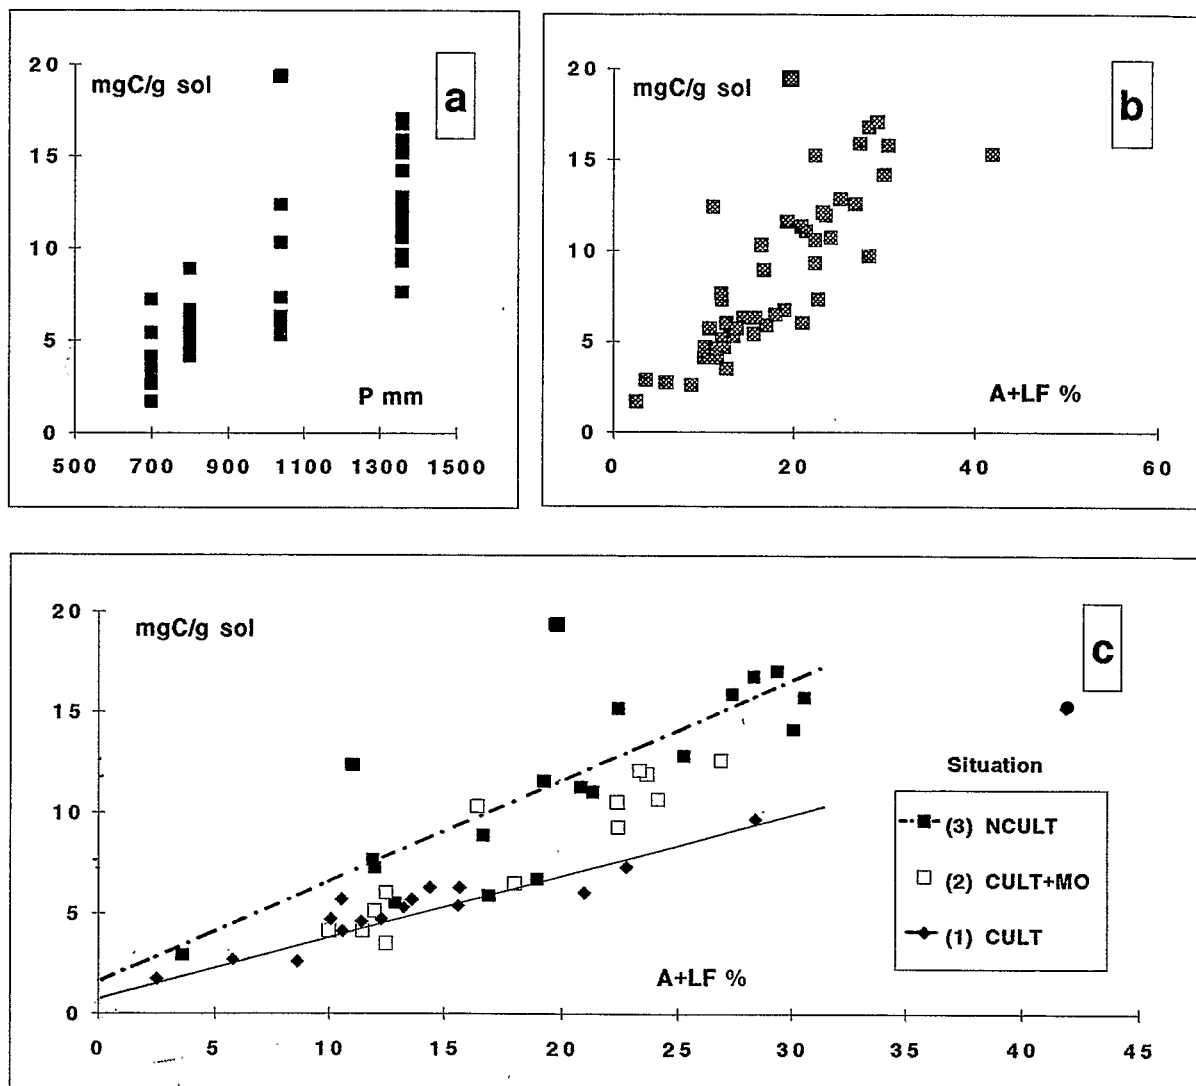 20
mgC/g sol
a
15
10
5
P mm
0
500 700 900 1100 1300 1500
20
mgC/g sol
b
15
10
5
A+LF %
0
0 20 40 60
20
mgC/g sol
c
15
Situation
10
(3) NCULT
(2) CULT+MO
5
(1) CULT
A+LF %
0
0 5 10 15 20 25 30 35 40 45